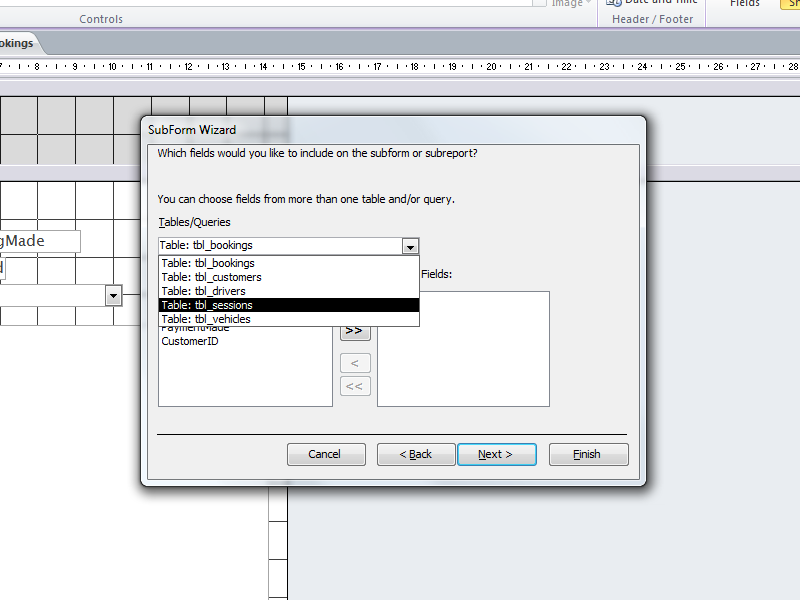 Image
Date and Time
Fields
Controls
Header / Footer
okings
7 8 9 10 11 12 13 14 15 16 17 18 19 20 21 22 23 24 25 26 27 28
SubForm Wizard
Which fields would you like to include on the subform or subreport?
You can choose fields from more than one table and/or query.
gMade
Tables/Queries
Table: tbl_bookings
Table: tbl_bookings
Table: tbl_customers
Fields:
Table: tbl_drivers
Table: tbl_sessions
Table: tbl_vehicles
PaymentMade
>>
CustomerID
<
<<
Cancel
< Back
Next >
Finish